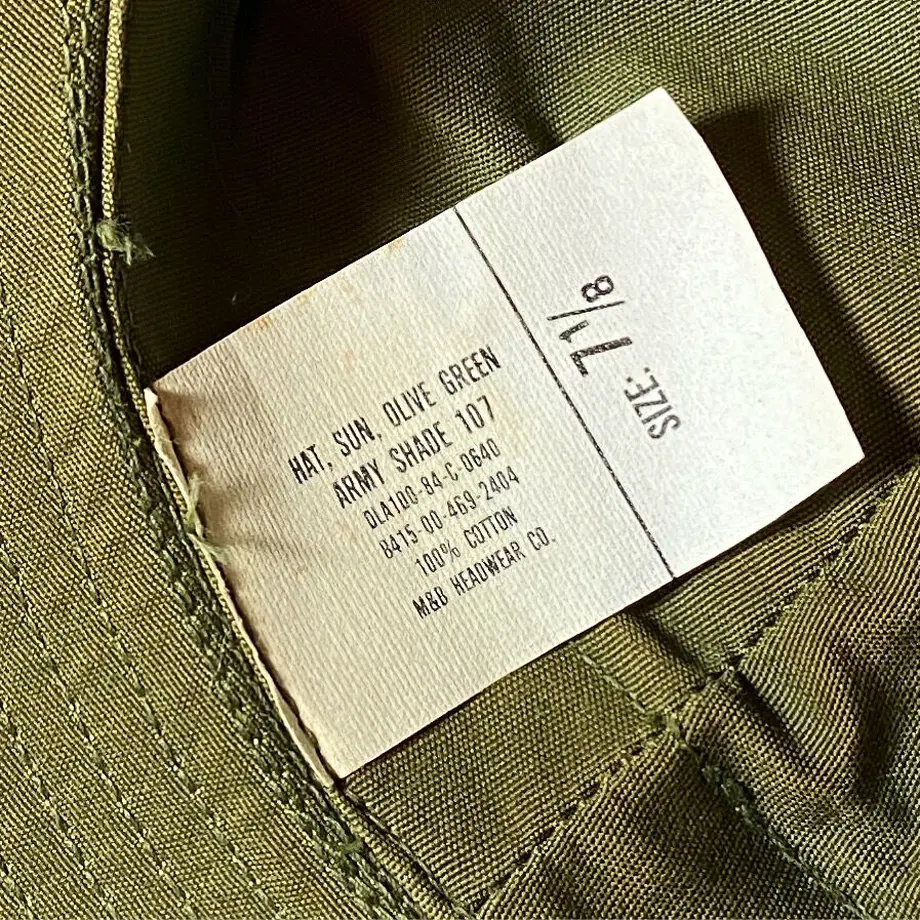 HAT, SUN, OLIVE GREEN
ARMY SHADE 107
DLA100-84-C-0640
8415-00-469-2404
100% COTTON
M&B HEADWEAR CO.
SIZE: 7 1/8